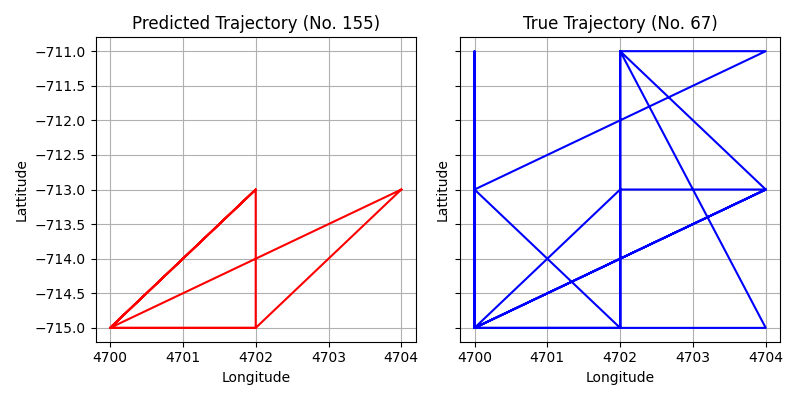 Predicted Trajectory (No. 155)
True Trajectory (No. 67)
Lattitude
−711.0
−711.5
−712.0
−712.5
−713.0
−713.5
−714.0
−714.5
−715.0
4700 4701 4702 4703 4704
Longitude
Lattitude
4700 4701 4702 4703 4704
Longitude